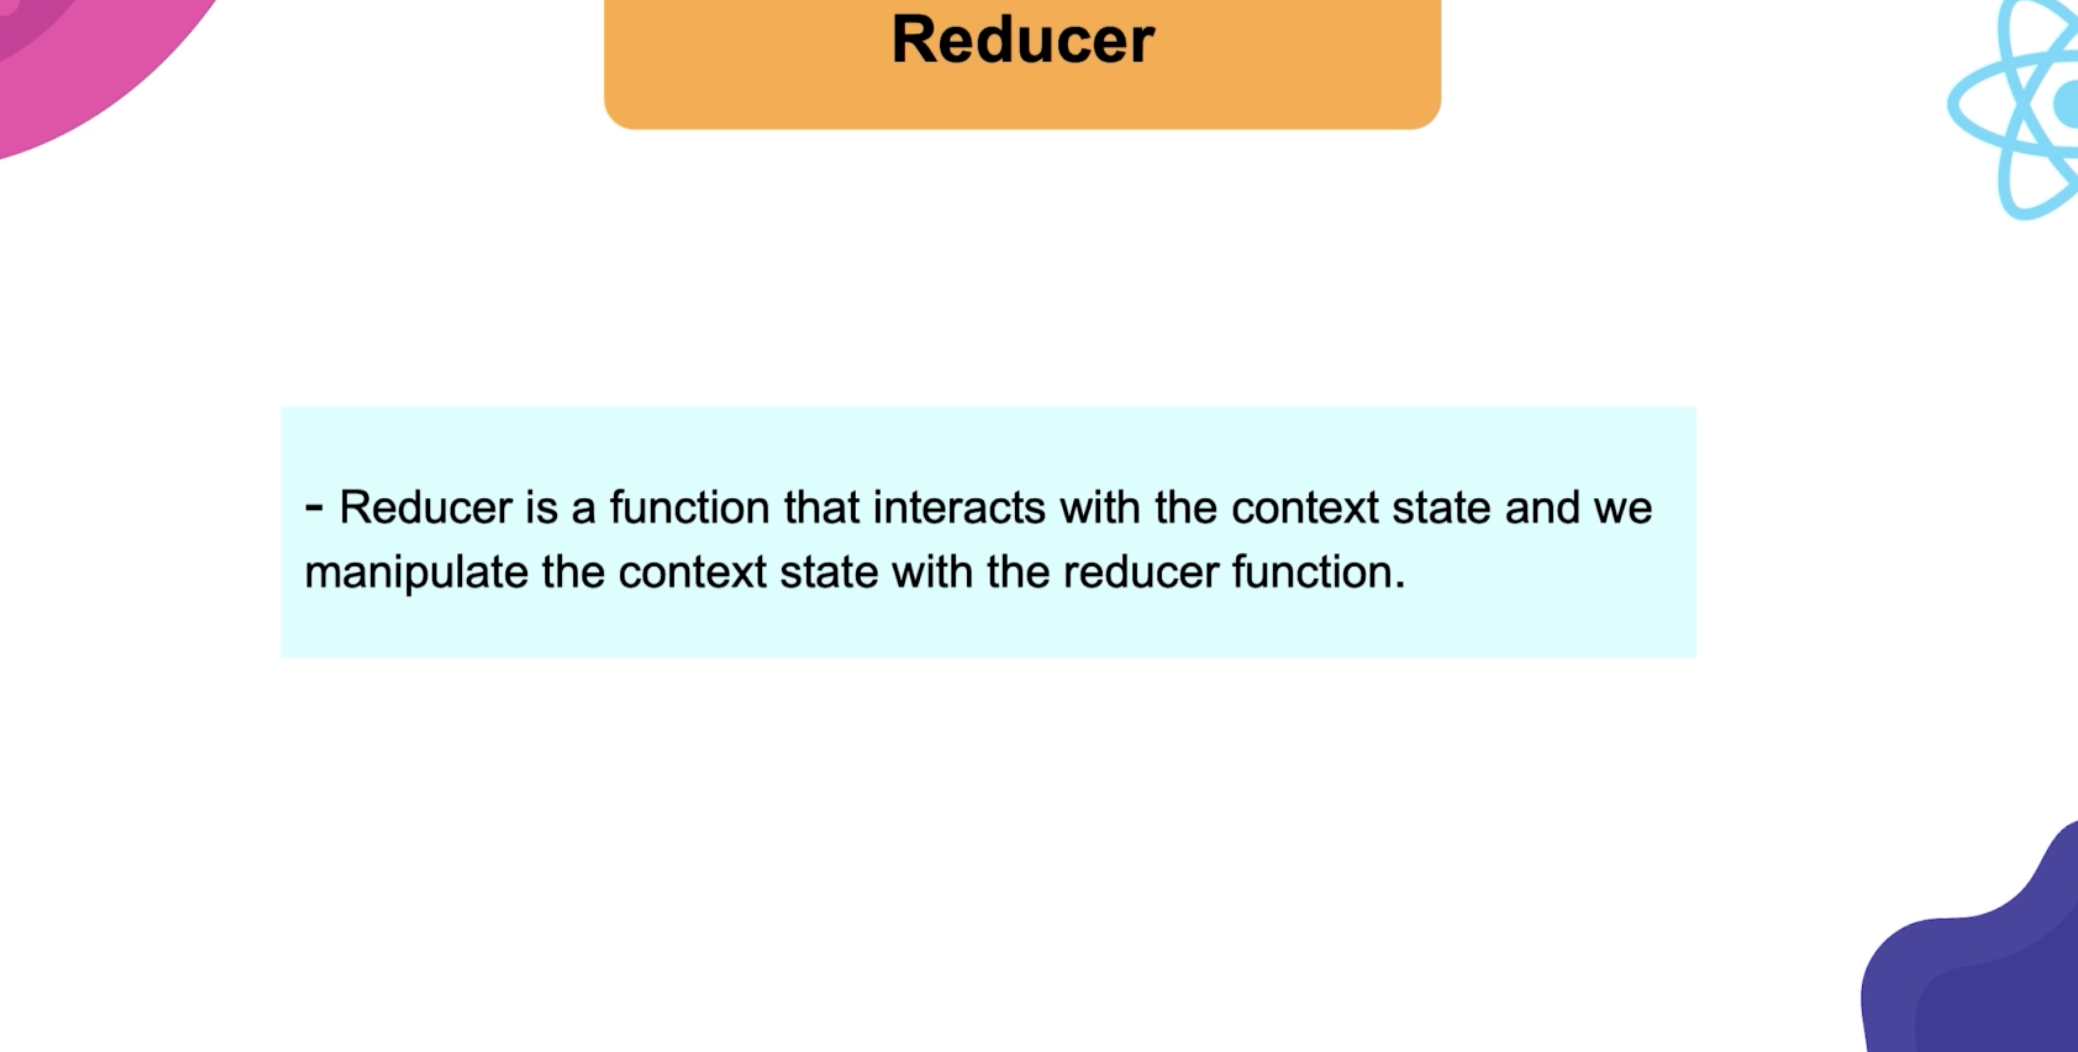 Reducer
- Reducer is a function that interacts with the context state and we
manipulate the context state with the reducer function.